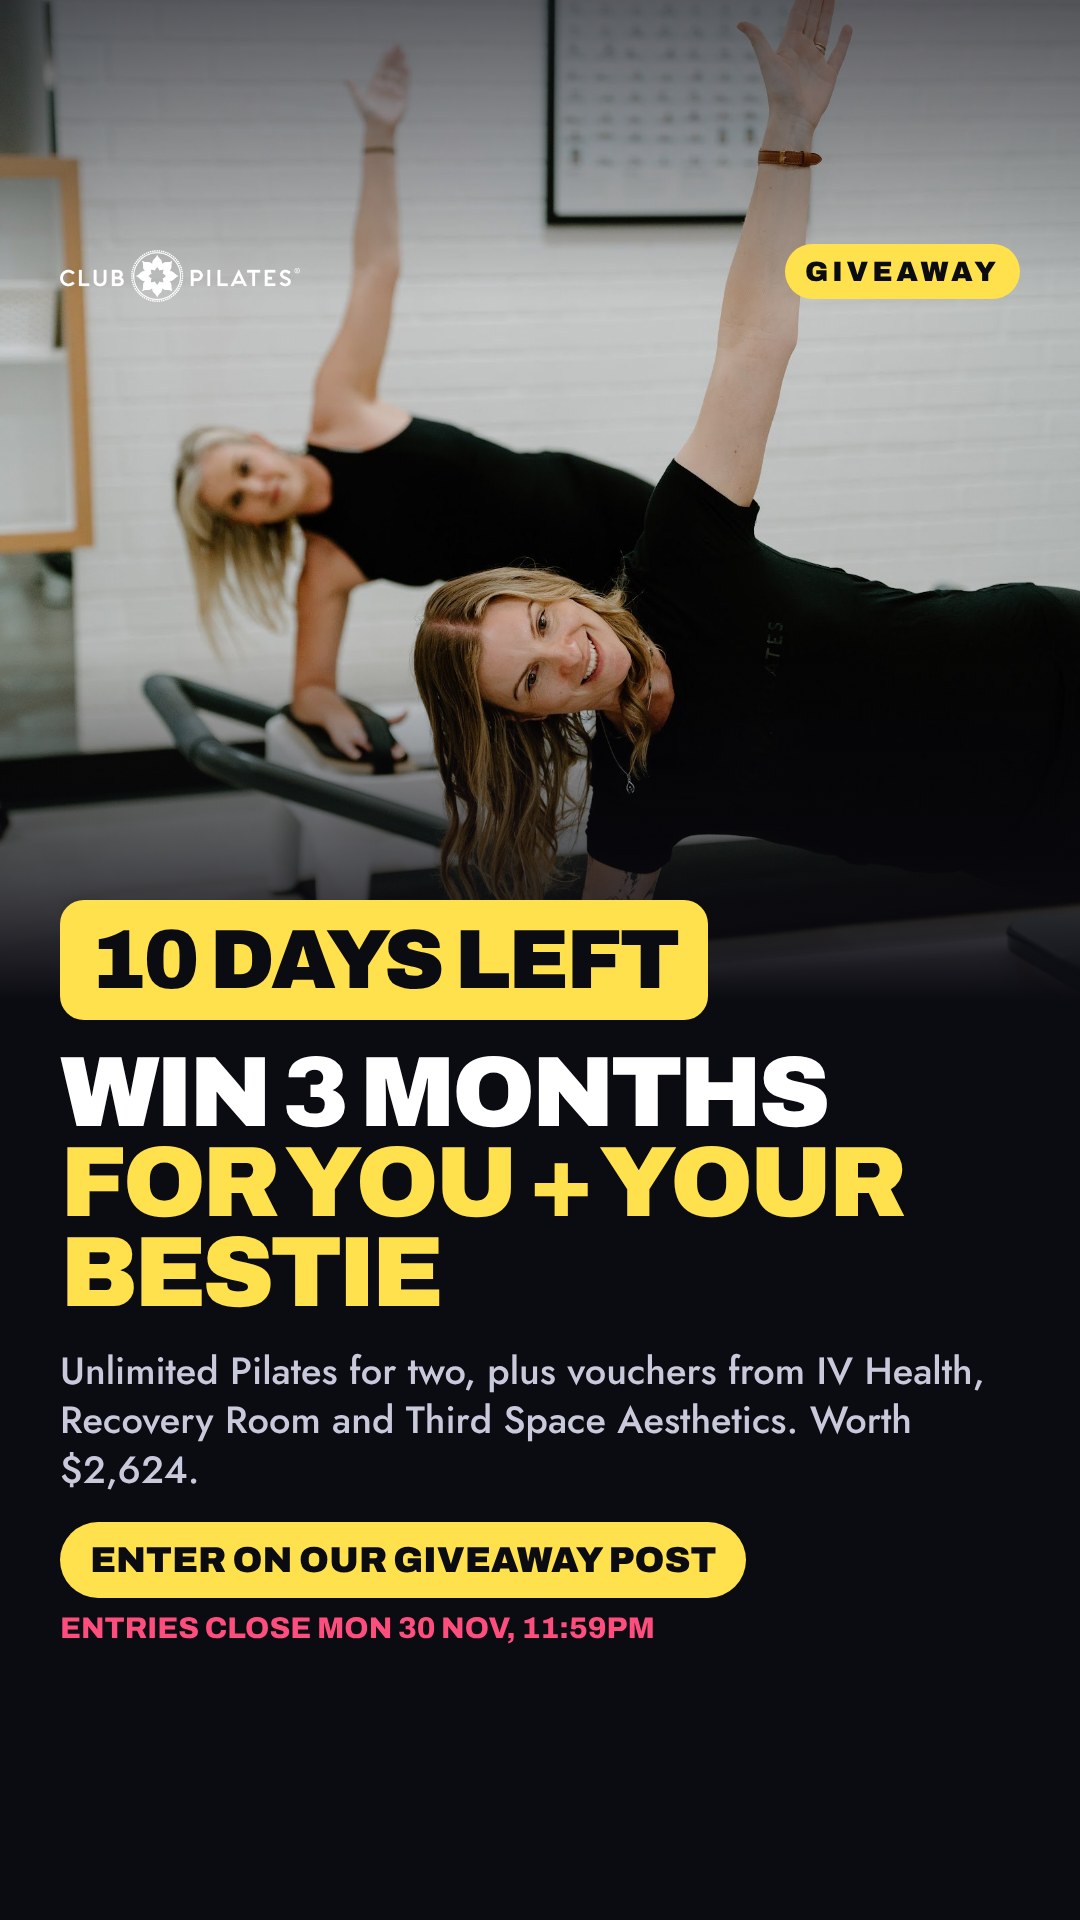 CLUB PILATES®
GIVEAWAY
ATES
10 DAYS LEFT
WIN 3 MONTHS
FOR YOU + YOUR
BESTIE
Unlimited Pilates for two, plus vouchers from IV Health,
Recovery Room and Third Space Aesthetics. Worth
$2,624.
ENTER ON OUR GIVEAWAY POST
ENTRIES CLOSE MON 30 NOV, 11:59PM